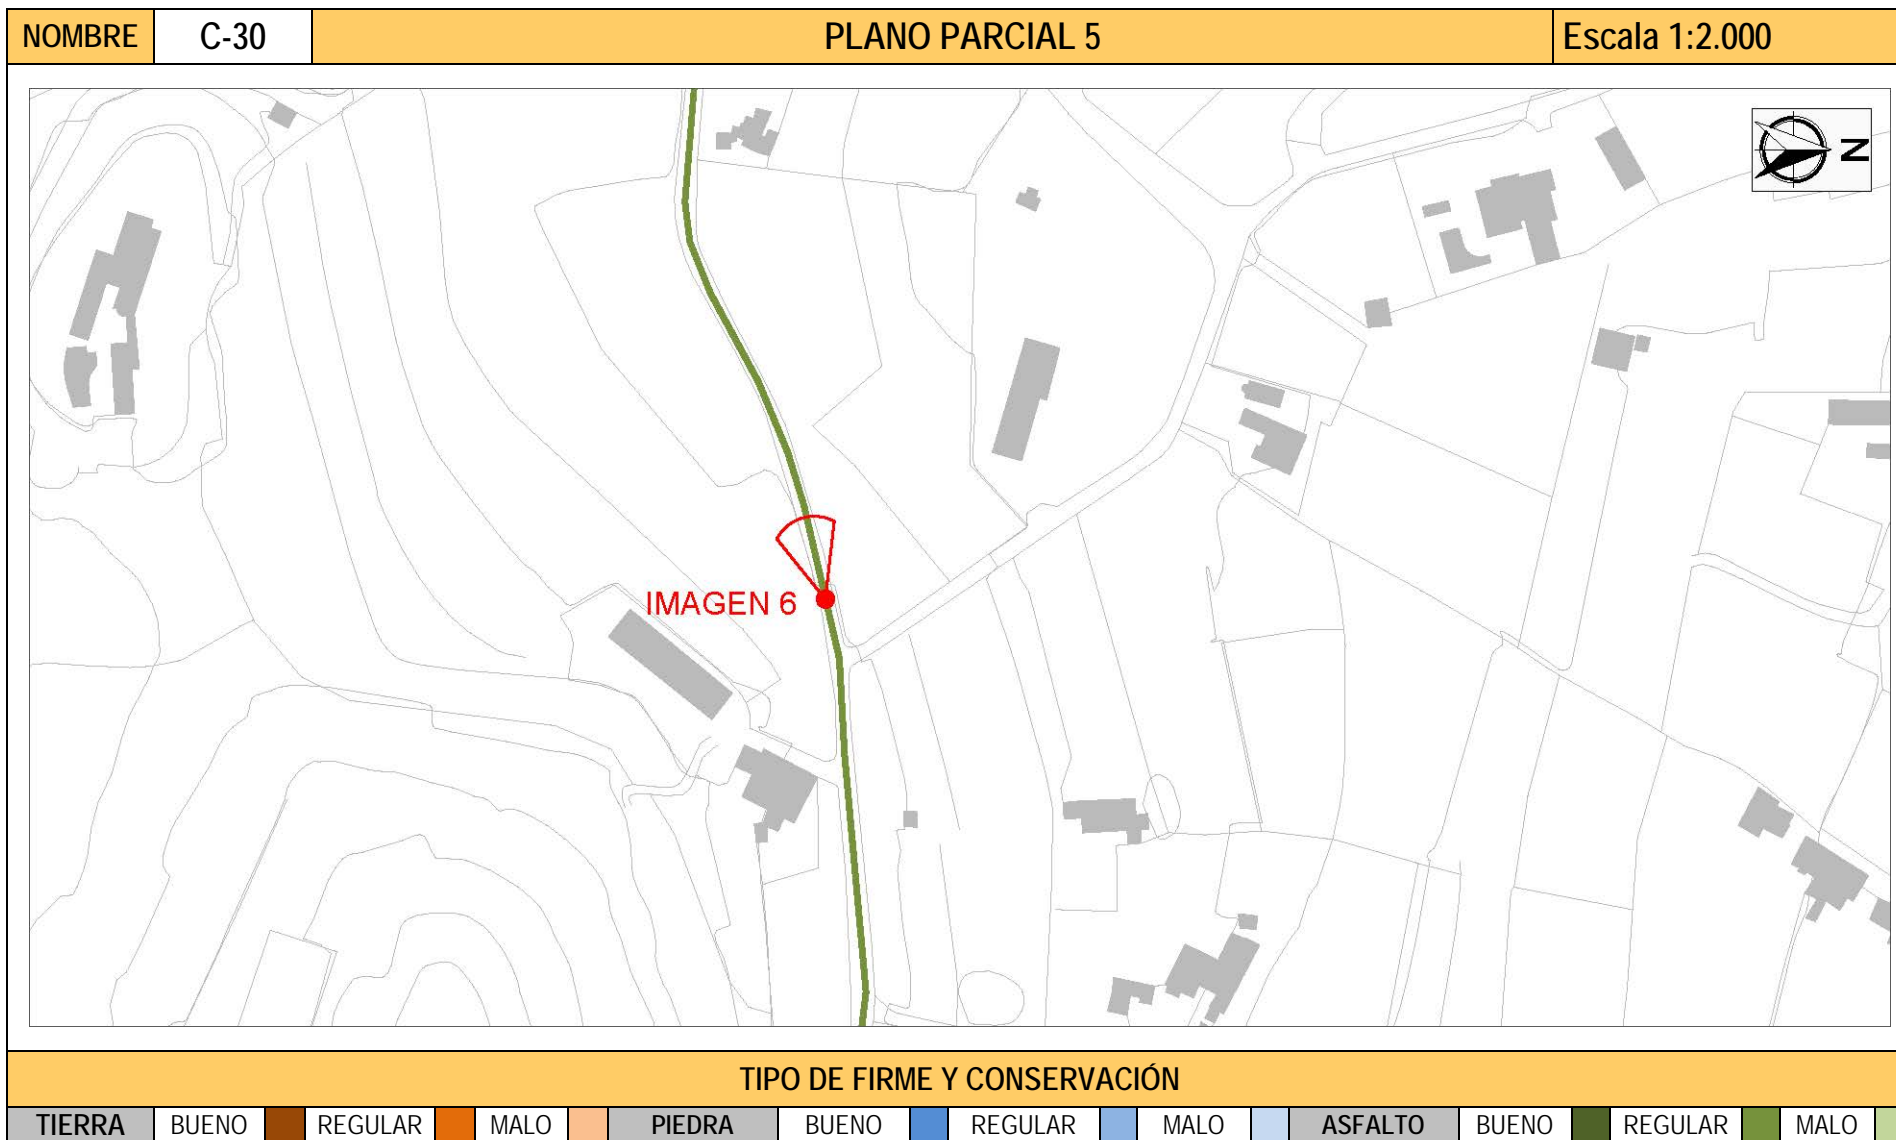 NOMBRE C-30 PLANO PARCIAL 5 Escala 1:2.000
N
IMAGEN 6
TIPO DE FIRME Y CONSERVACIÓN
TIERRA BUENO REGULAR MALO PIEDRA BUENO REGULAR MALO ASFALTO BUENO REGULAR MALO